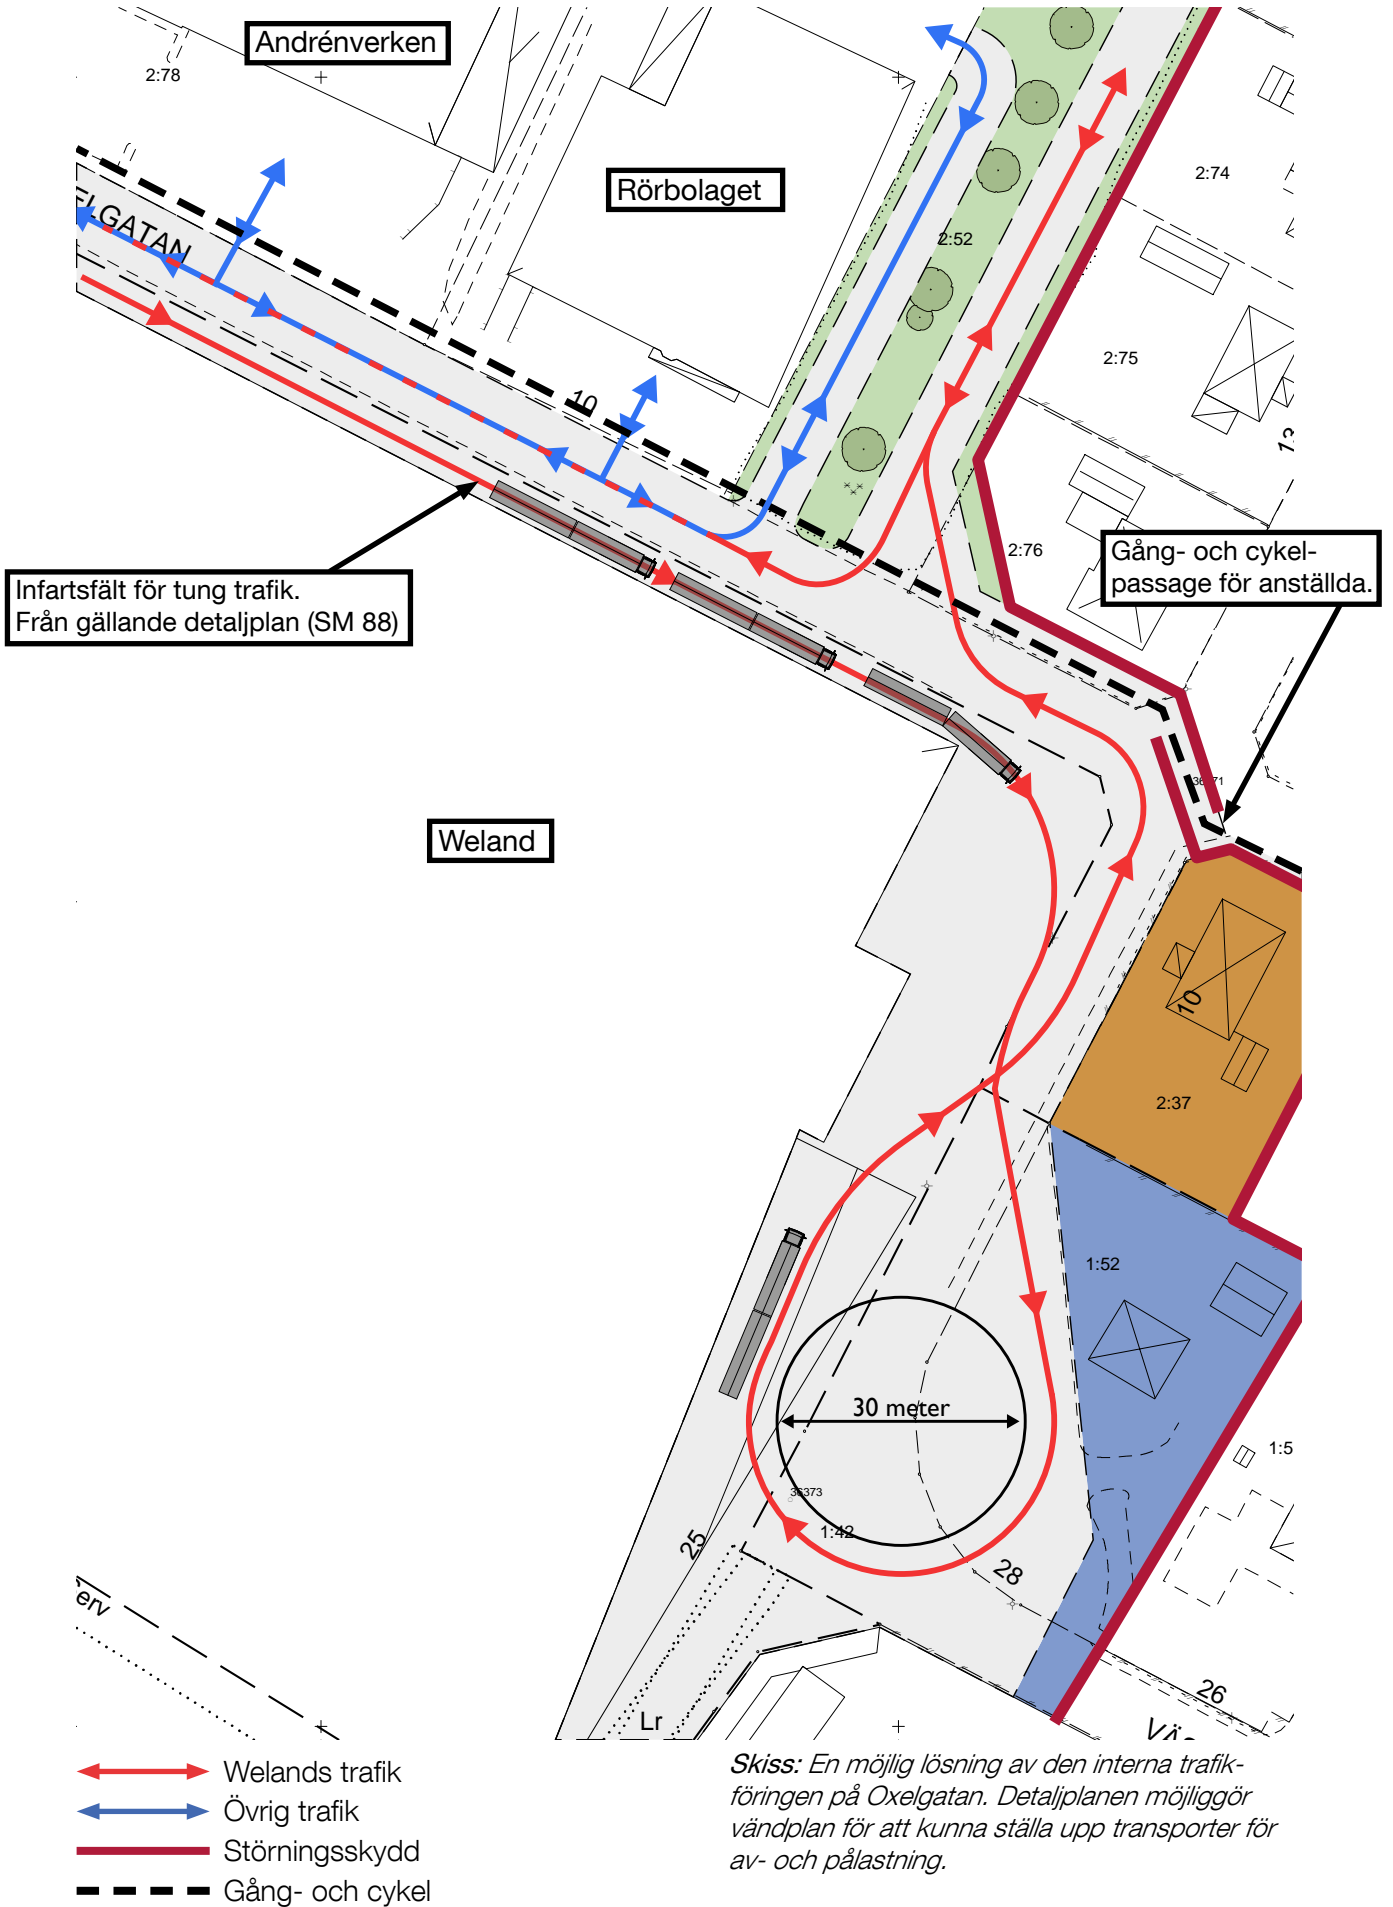 Andrénverken
2:78
Rörbolaget
2:74
ELGATAN
2:52
2:75
10
13
2:76
Gång- och cykel-
passage för anställda.
Infartsfält för tung trafik.
Från gällande detaljplan (SM 88)
Weland
10
2:37
1:52
30 meter
1:5
36373
1:42
25
28
erv
26
Lr
Welands trafik
Övrig trafik
Störningsskydd
Gång- och cykel
Skiss: En möjlig lösning av den interna trafik-
föringen på Oxelgatan. Detaljplanen möjliggör
vändplan för att kunna ställa upp transporter för
av- och pålastning.